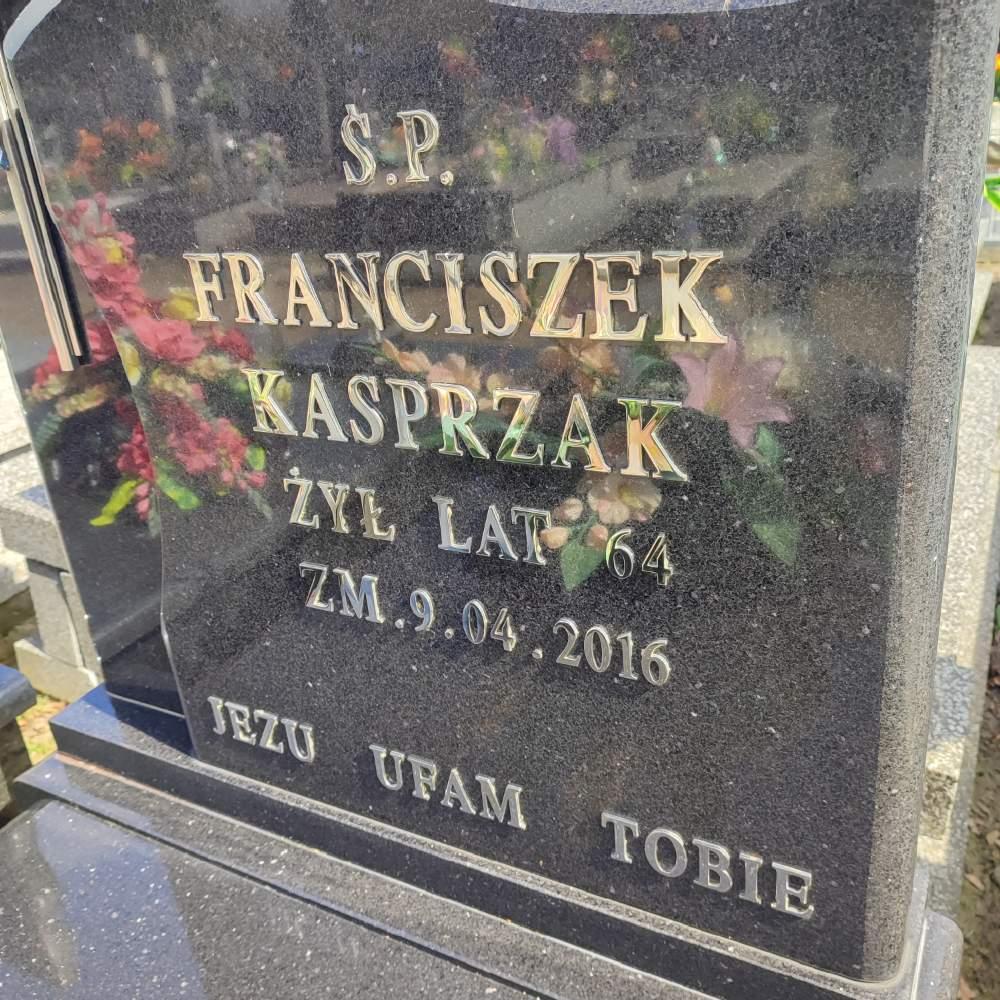 Ś.P.
FRANCISZEK
KASPRZAK
ŻYŁ LAT 64
ZM.9.04.2016
JEZU UFAM TOBIE